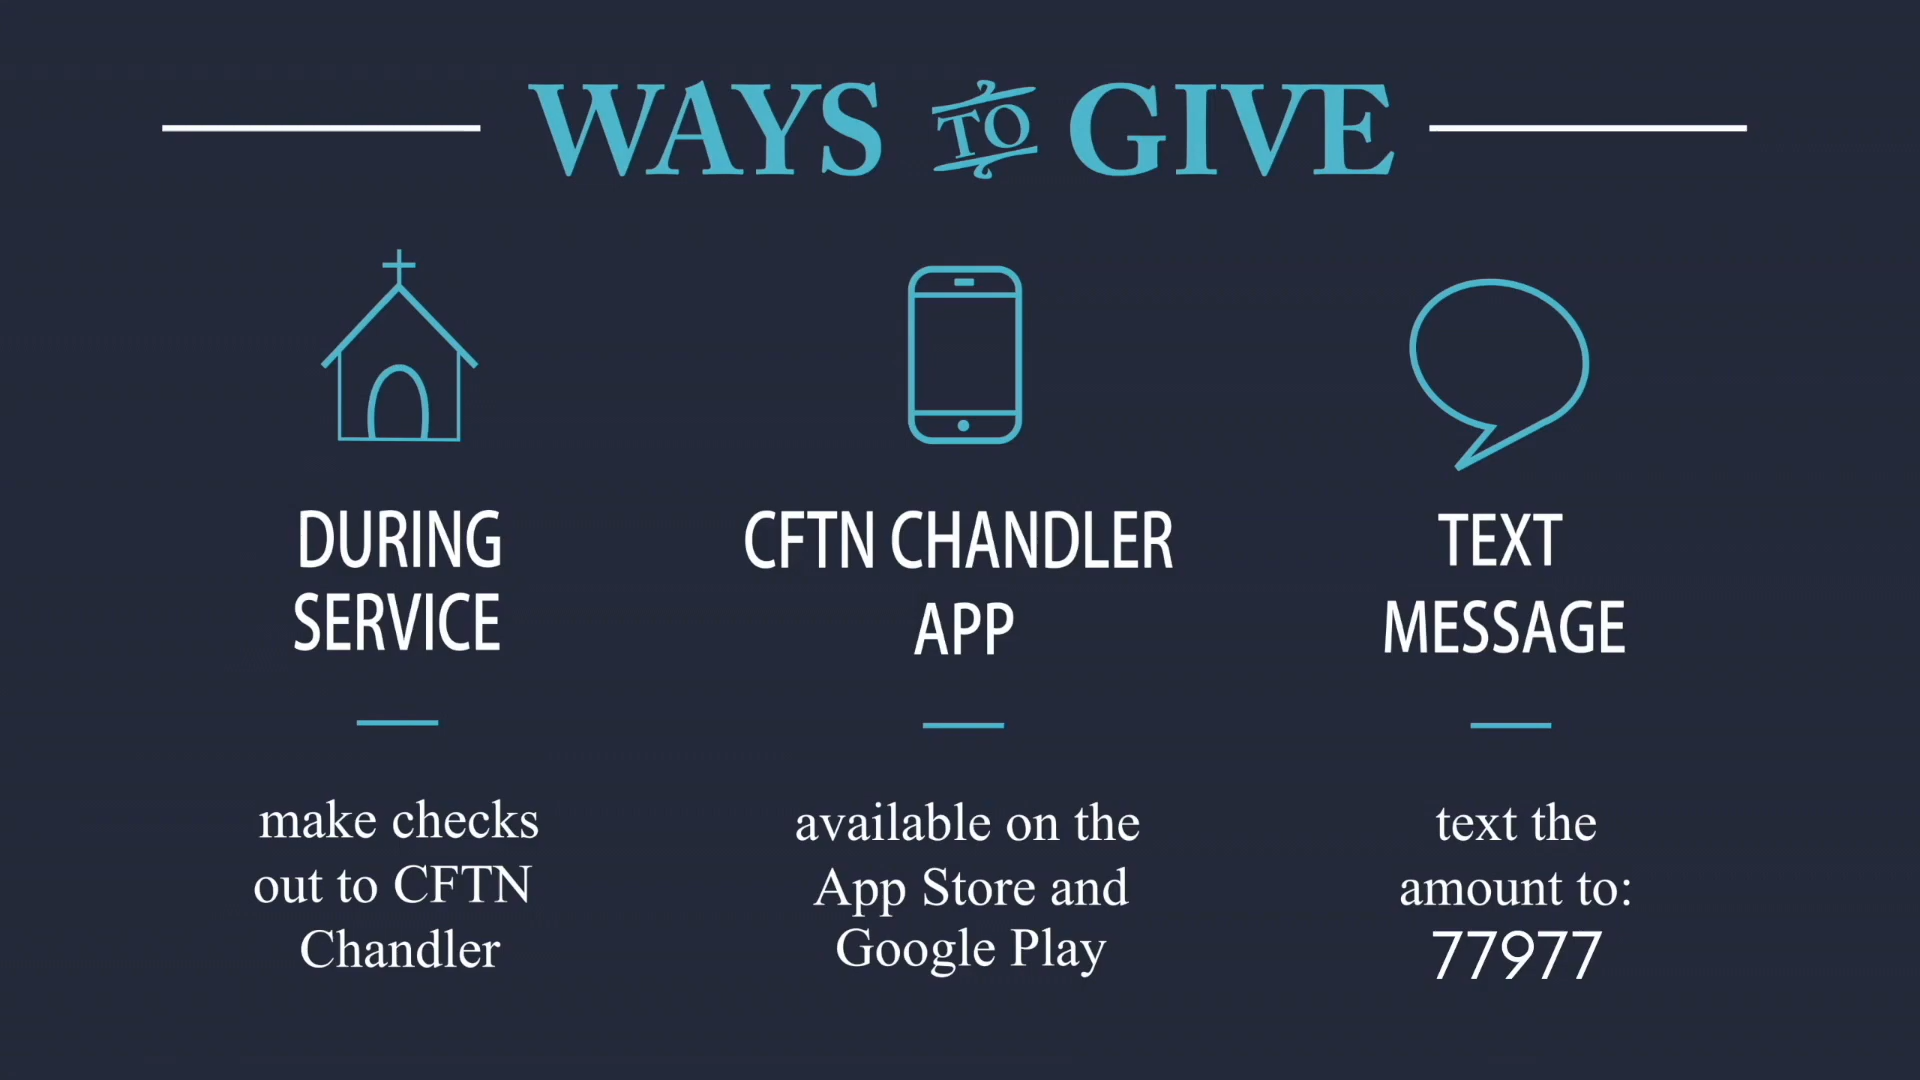 WAYS TO GIVE
DURING
SERVICE
make checks
out to CFTN
Chandler
CFTN CHANDLER
APP
available on the
App Store and
Google Play
TEXT
MESSAGE
text the
amount to:
77977